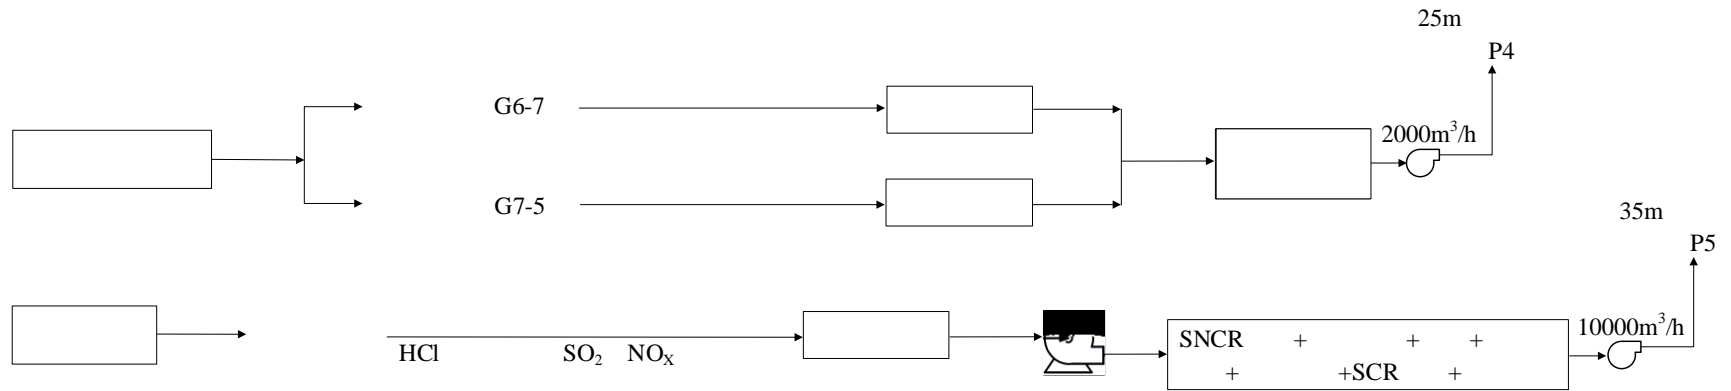 25m
P4
G6-7
2000m³/h
G7-5
35m
P5
10000m³/h
HCl SO₂ NOX
SNCR + + +
+ +SCR +